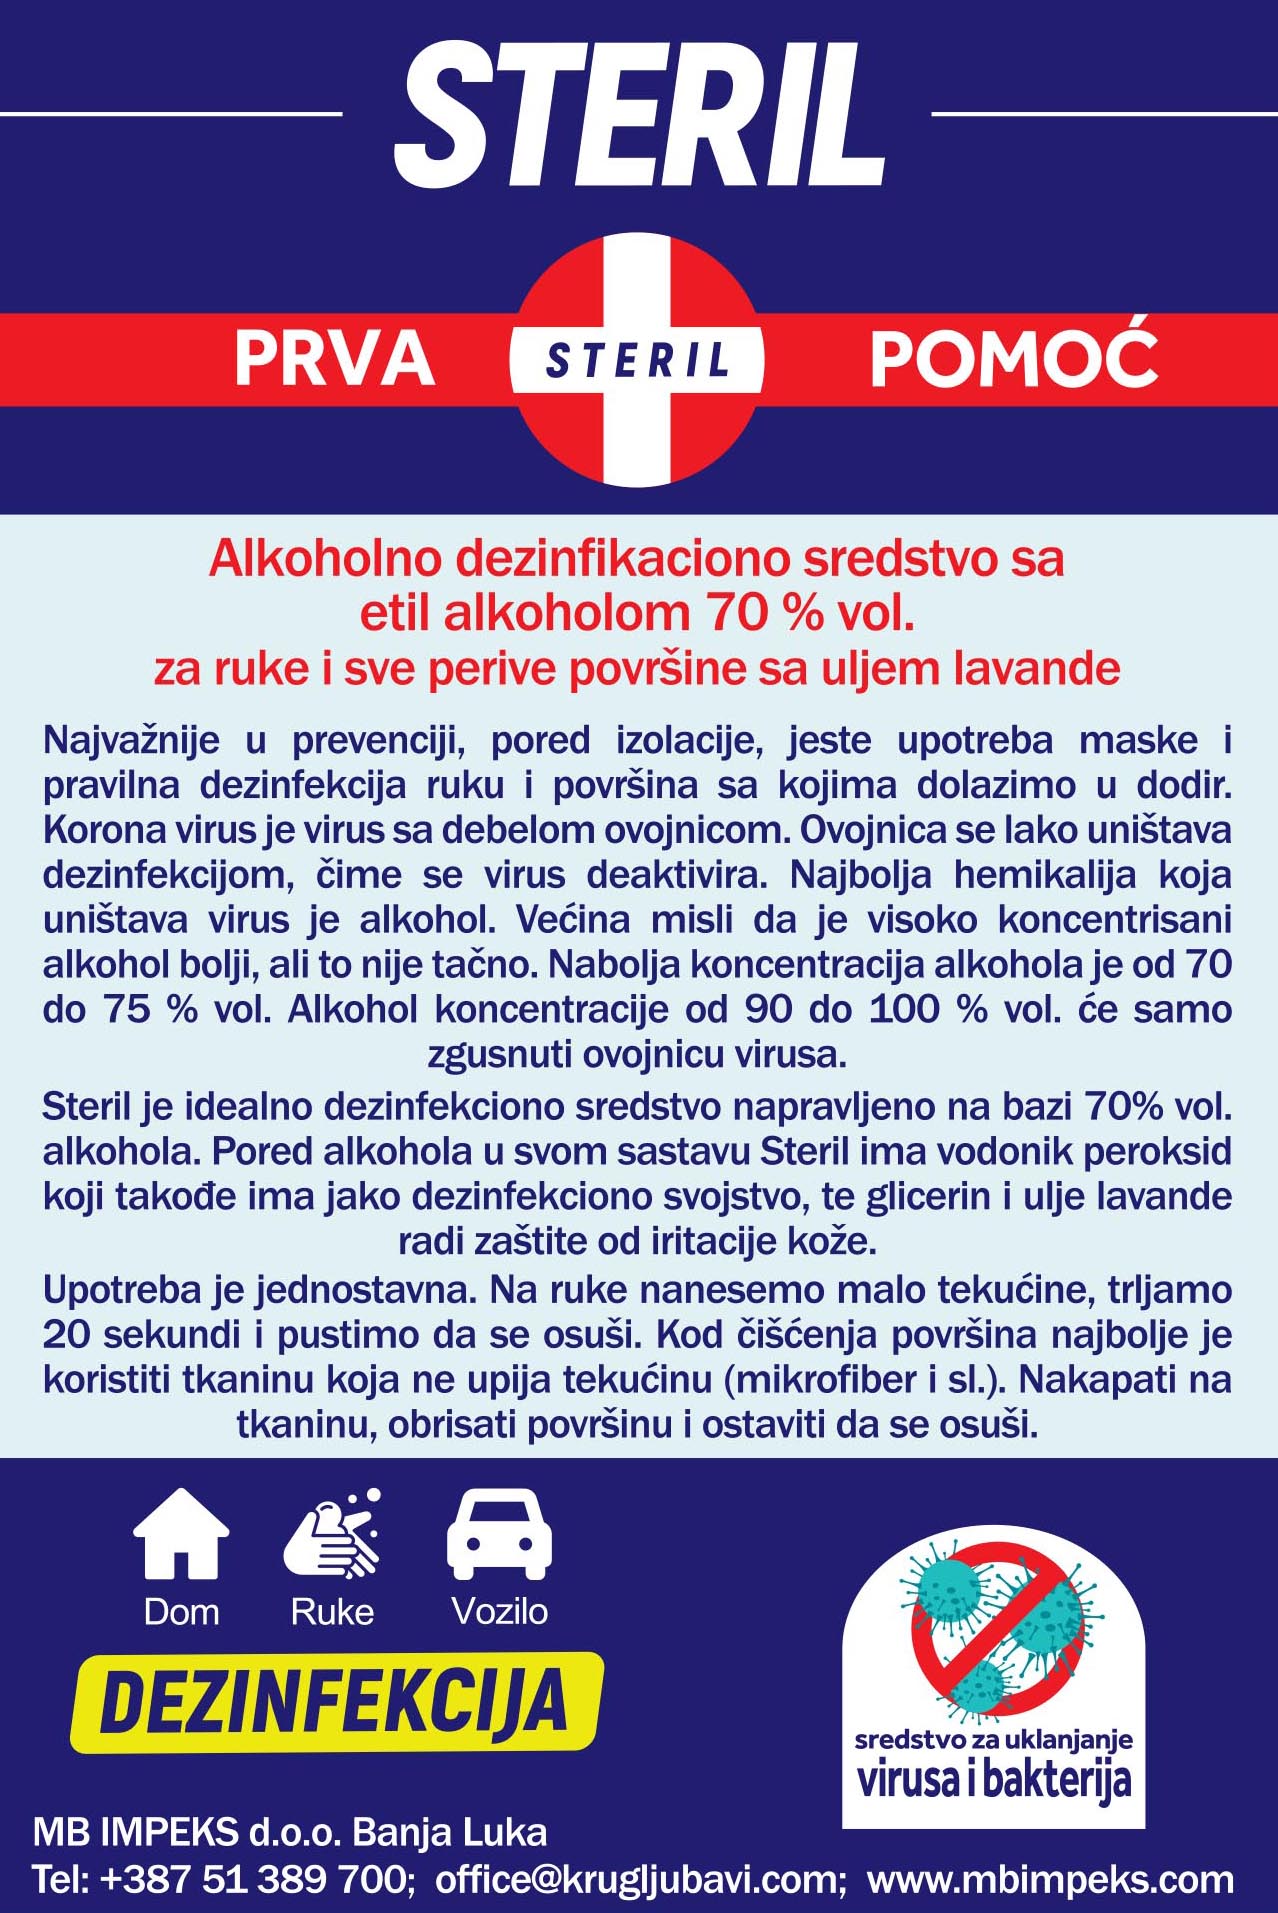 STERIL
PRVA STERIL POMOĆ
Alkoholno dezinfikaciono sredstvo sa
etil alkoholom 70 % vol.
za ruke i sve perive površine sa uljem lavande
Najvažnije u prevenciji, pored izolacije, jeste upotreba maske i
pravilna dezinfekcija ruku i površina sa kojima dolazimo u dodir.
Korona virus je virus sa debelom ovojnicom. Ovojnica se lako uništava
dezinfekcijom, čime se virus deaktivira. Najbolja hemikalija koja
uništava virus je alkohol. Većina misli da je visoko koncentrisani
alkohol bolji, ali to nije tačno. Nabolja koncentracija alkohola je od 70
do 75 % vol. Alkohol koncentracije od 90 do 100 % vol. će samo
zgusnuti ovojnicu virusa.
Steril je idealno dezinfekciono sredstvo napravljeno na bazi 70% vol.
alkohola. Pored alkohola u svom sastavu Steril ima vodonik peroksid
koji takođe ima jako dezinfekciono svojstvo, te glicerin i ulje lavande
radi zaštite od iritacije kože.
Upotreba je jednostavna. Na ruke nanesemo malo tekućine, trljamo
20 sekundi i pustimo da se osuši. Kod čišćenja površina najbolje je
koristiti tkaninu koja ne upija tekućinu (mikrofiber i sl.). Nakapati na
tkaninu, obrisati površinu i ostaviti da se osuši.
Dom Ruke Vozilo
DEZINFEKCIJA
sredstvo za uklanjanje
virusa i bakterija
MB IMPEKS d.o.o. Banja Luka
Tel: +387 51 389 700; office@krugljubavi.com; www.mbimpeks.com